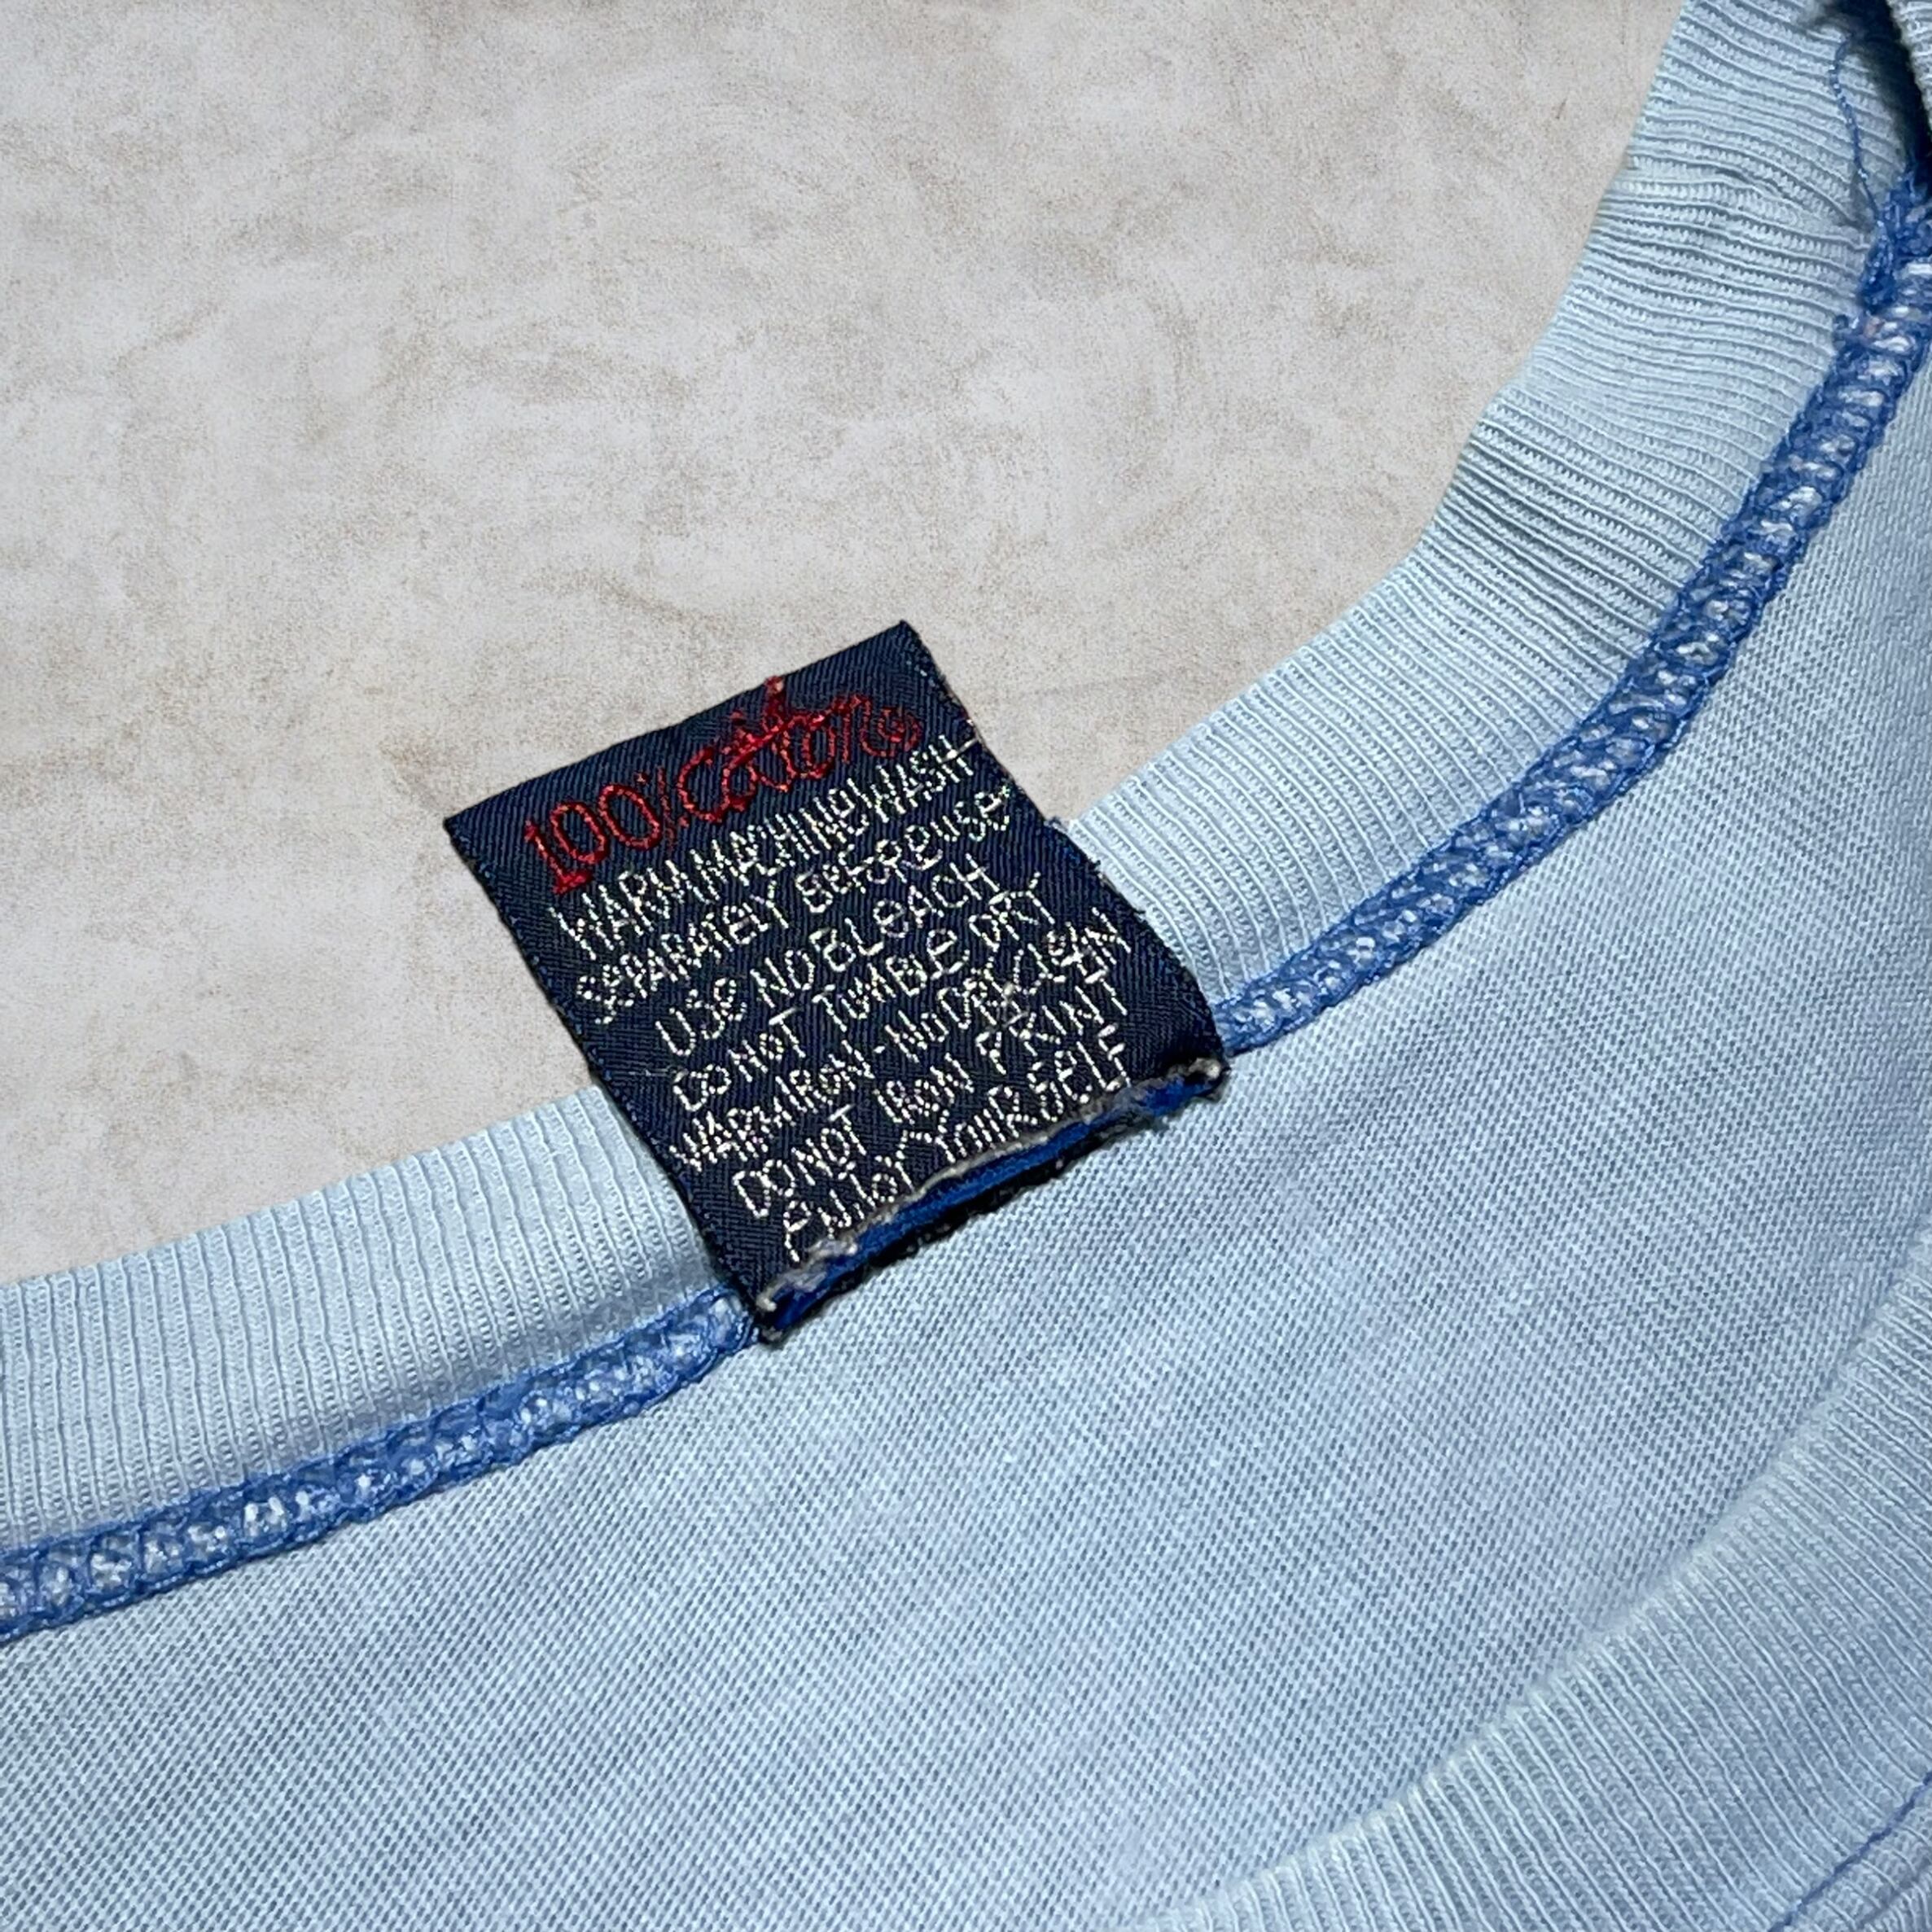 100% cotton
WARM MACHINE WASH
SePARATeLY BeFORe USe
USe NO BLeACH
DO NOT TUMBLe DRY
WARM IRON - NO DRY CLeAN
DO NOT IRON PRINT
eNJOY YOURSeLF